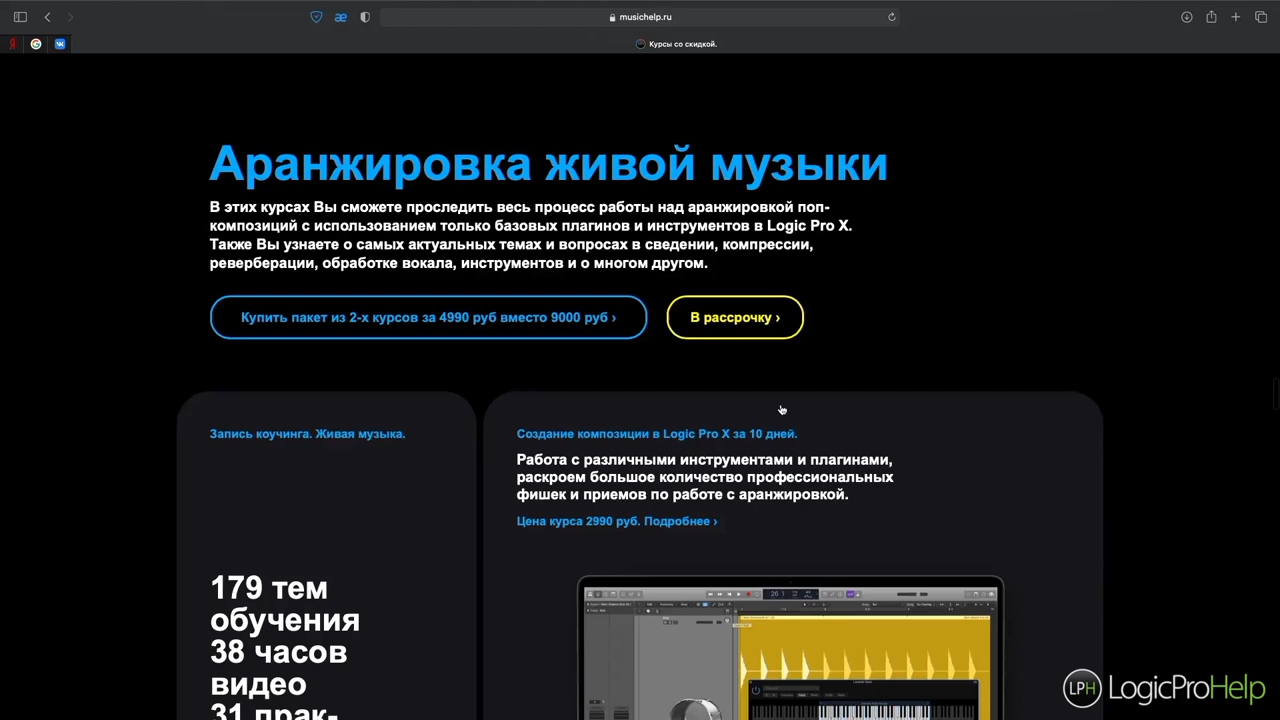 musichelp.ru
Курсы со скидкой.
Аранжировка живой музыки
В этих курсах Вы сможете проследить весь процесс работы над аранжировкой поп-
композиций с использованием только базовых плагинов и инструментов в Logic Pro X.
Также Вы узнаете о самых актуальных темах и вопросах в сведении, компрессии,
реверберации, обработке вокала, инструментов и о многом другом.
Купить пакет из 2-х курсов за 4990 руб вместо 9000 руб ›
В рассрочку ›
Запись коучинга. Живая музыка.
179 тем
обучения
38 часов
видео
31 прак-
Создание композиции в Logic Pro X за 10 дней.
Работа с различными инструментами и плагинами,
раскроем большое количество профессиональных
фишек и приемов по работе с аранжировкой.
Цена курса 2990 руб. Подробнее ›
LPH LogicProHelp